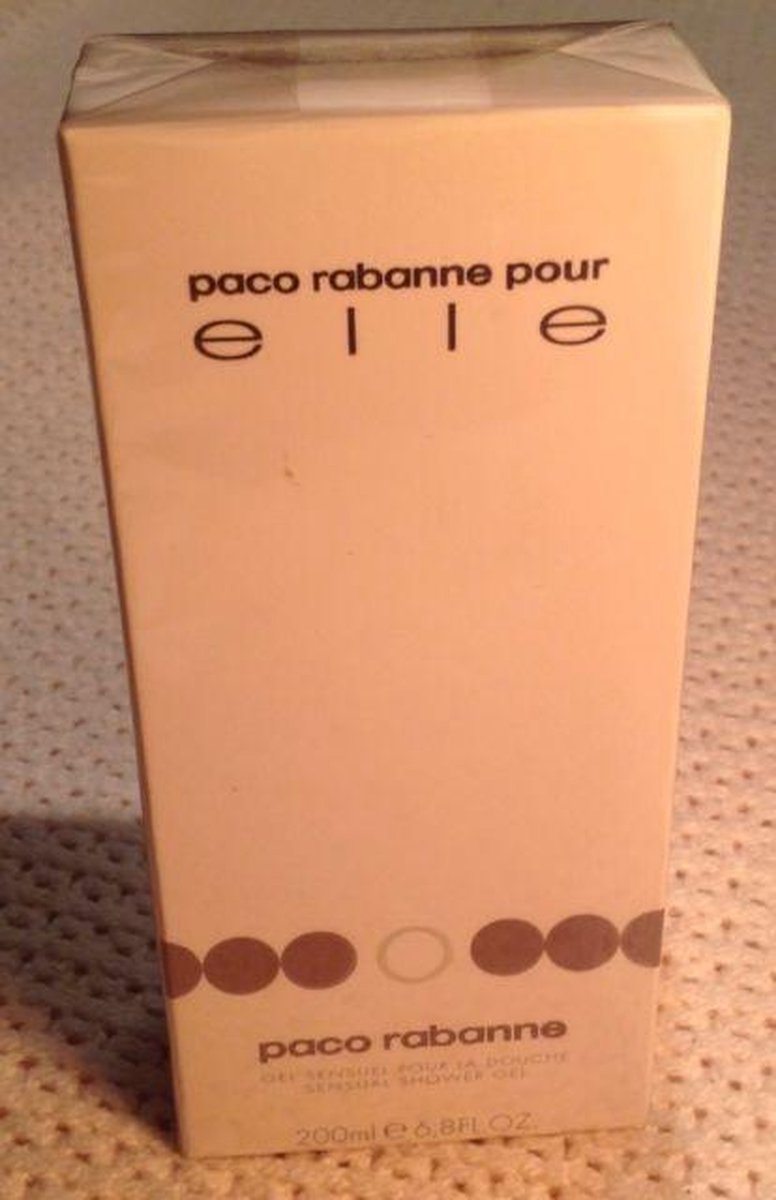 paco rabanne pour
elle
paco rabanne
GEL SENSUEL POUR LA DOUCHE
SENSUAL SHOWER GEL
200ml e 6,8FL.OZ.